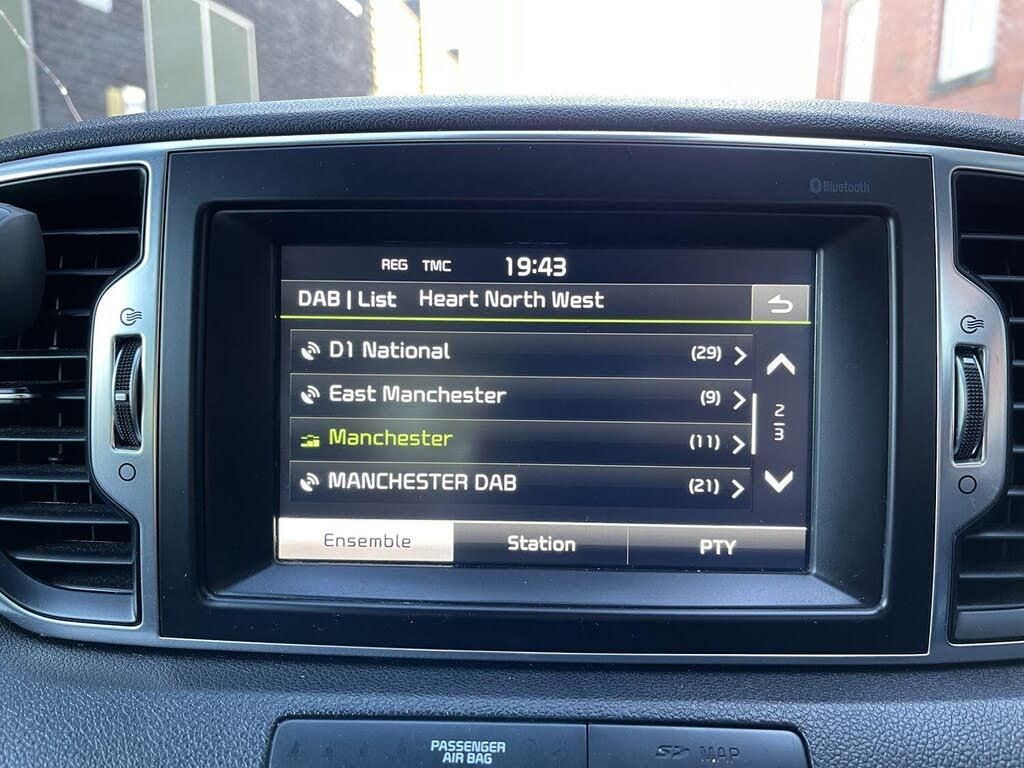 Bluetooth
REG TMC 19:43
DAB | List Heart North West
D1 National (29)
East Manchester (9)
Manchester (11)
MANCHESTER DAB (21)
2
3
Ensemble Station PTY
PASSENGER
AIR BAG
SD MAP